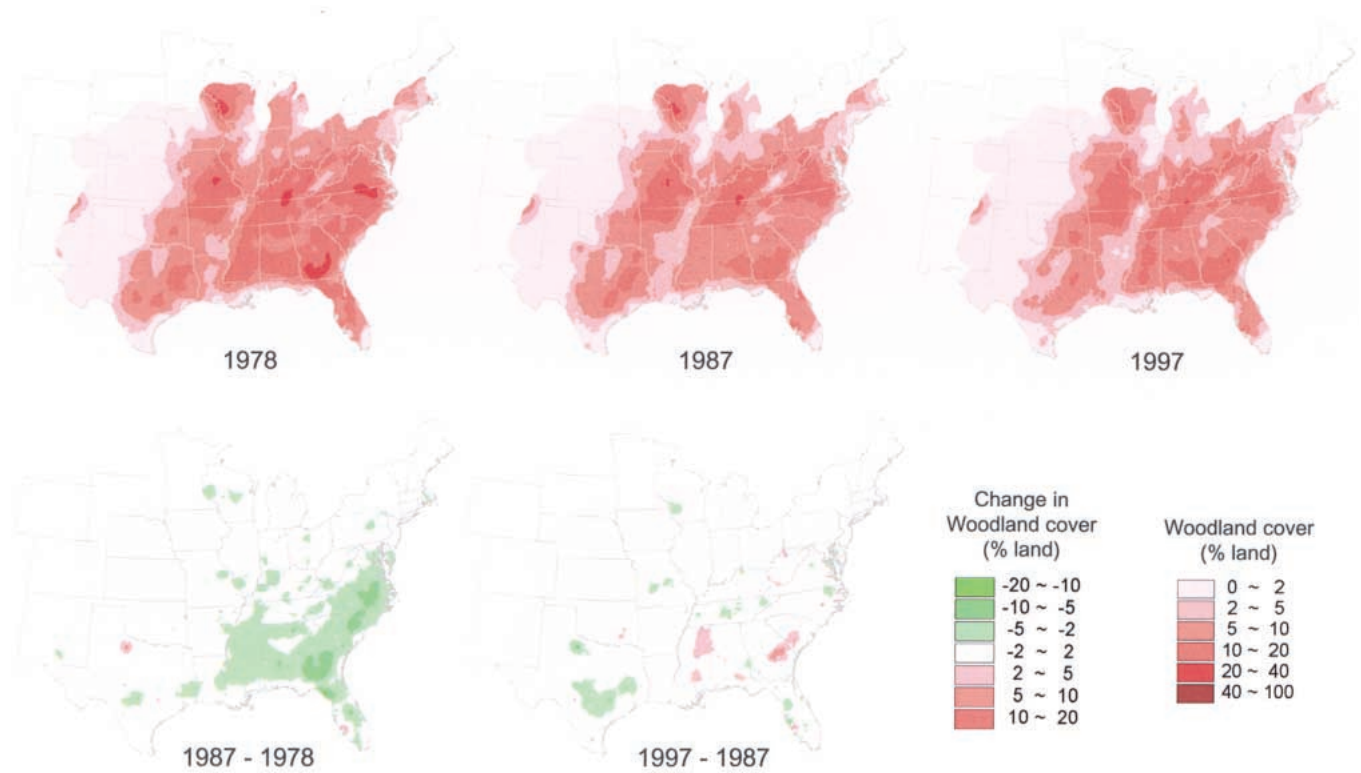 1978
1987
1997
1987 - 1978
1997 - 1987
Change in
Woodland cover
(% land)
-20 ~ -10
-10 ~ -5
-5 ~ -2
-2 ~ 2
2 ~ 5
5 ~ 10
10 ~ 20
Woodland cover
(% land)
0 ~ 2
2 ~ 5
5 ~ 10
10 ~ 20
20 ~ 40
40 ~ 100